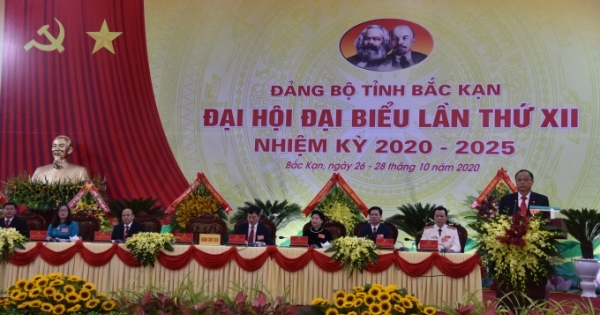 ĐẢNG BỘ TỈNH BẮC KẠN
ĐẠI HỘI ĐẠI BIỂU LẦN THỨ XII
NHIỆM KỲ 2020 - 2025
Bắc Kạn, ngày 26 - 28 tháng 10 năm 2020